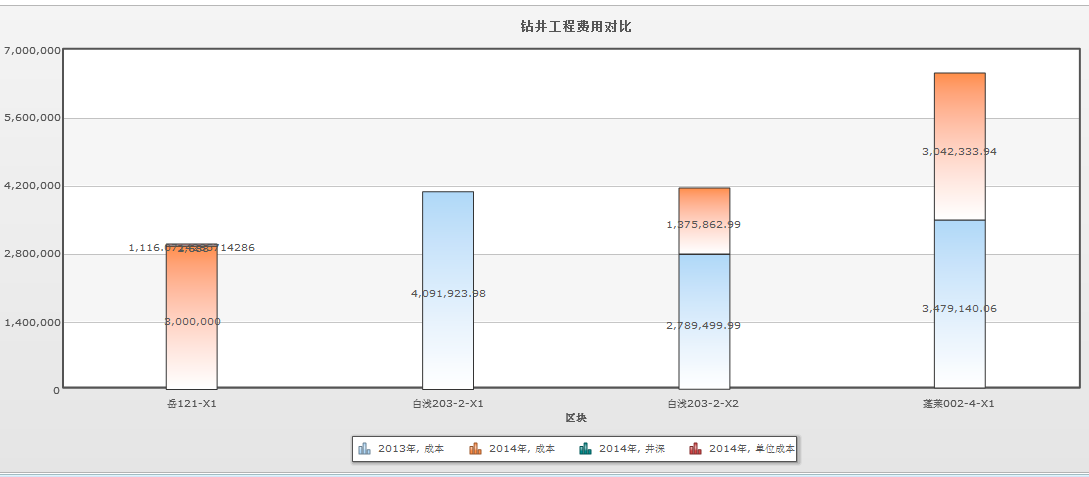 钻井工程费用对比
7,000,000
5,600,000
4,200,000
2,800,000
1,400,000
0
3,042,333.94
1,375,862.99
3,000,000
4,091,923.98
2,789,499.99
3,479,140.06
岳121-X1
白浅203-2-X1
白浅203-2-X2
蓬莱002-4-X1
区块
2013年, 成本
2014年, 成本
2014年, 井深
2014年, 单位成本